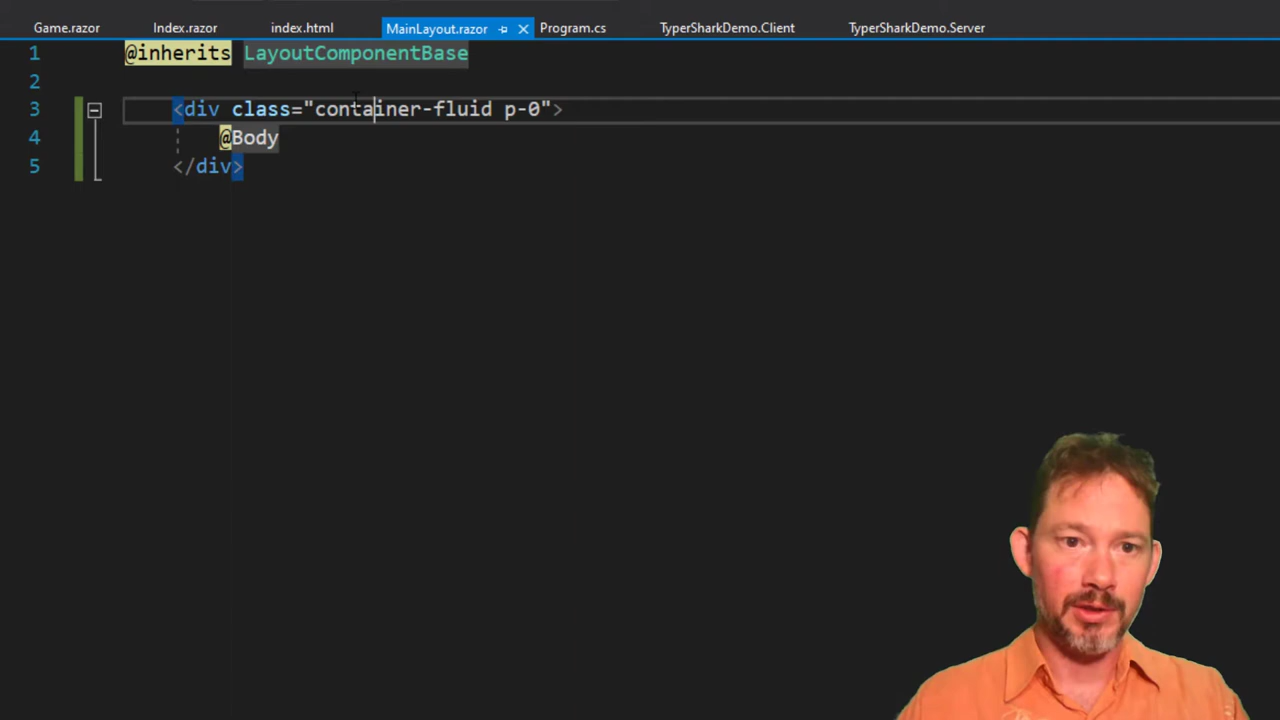 Game.razor Index.razor index.html MainLayout.razor Program.cs TyperSharkDemo.Client TyperSharkDemo.Server
1 @inherits LayoutComponentBase
2
3 <div class="container-fluid p-0">
4 @Body
5 </div>